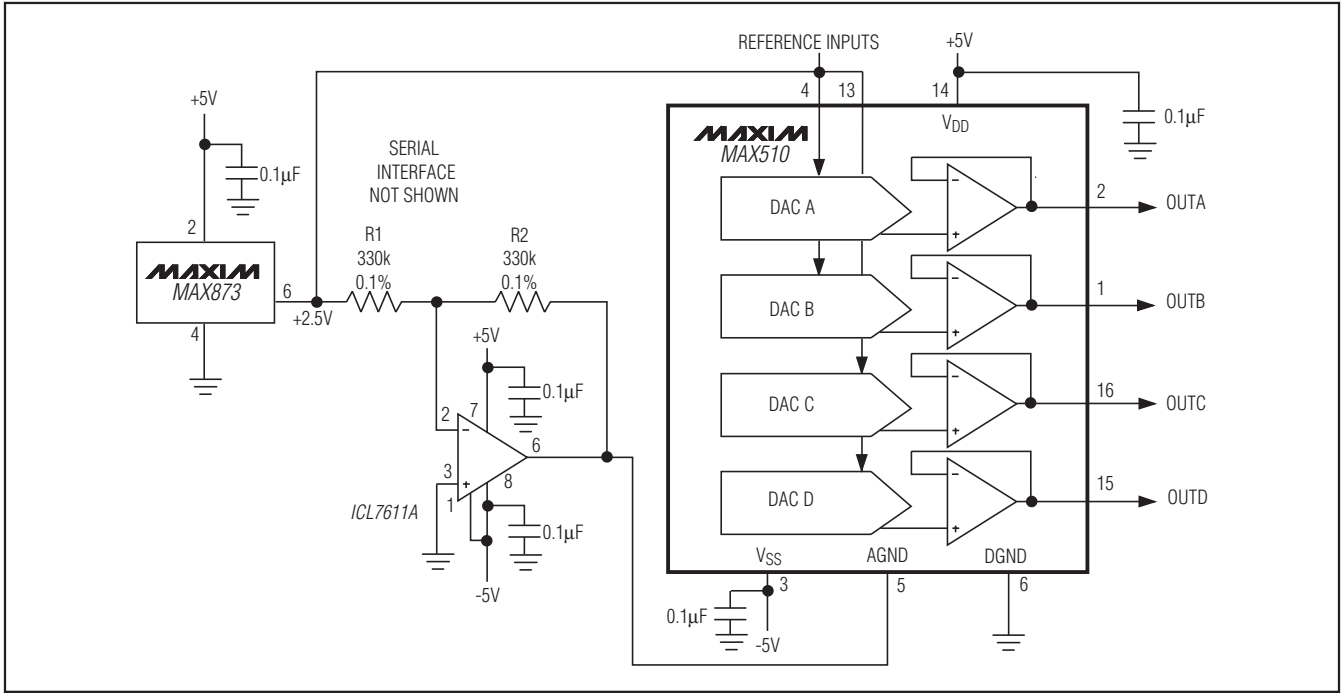 REFERENCE INPUTS
+5V
4
13
14
0.1µF
VDD
MAXIM
MAX510
+5V
0.1µF
SERIAL
INTERFACE
NOT SHOWN
2
MAXIM
MAX873
6
+2.5V
4
R1
330k
0.1%
R2
330k
0.1%
+5V
0.1µF
2
7
−
6
3
+
8
1
ICL7611A
0.1µF
-5V
DAC A
−
+
2
OUTA
DAC B
−
+
1
OUTB
DAC C
−
+
16
OUTC
DAC D
−
+
15
OUTD
VSS
AGND
DGND
3
5
6
0.1µF
-5V